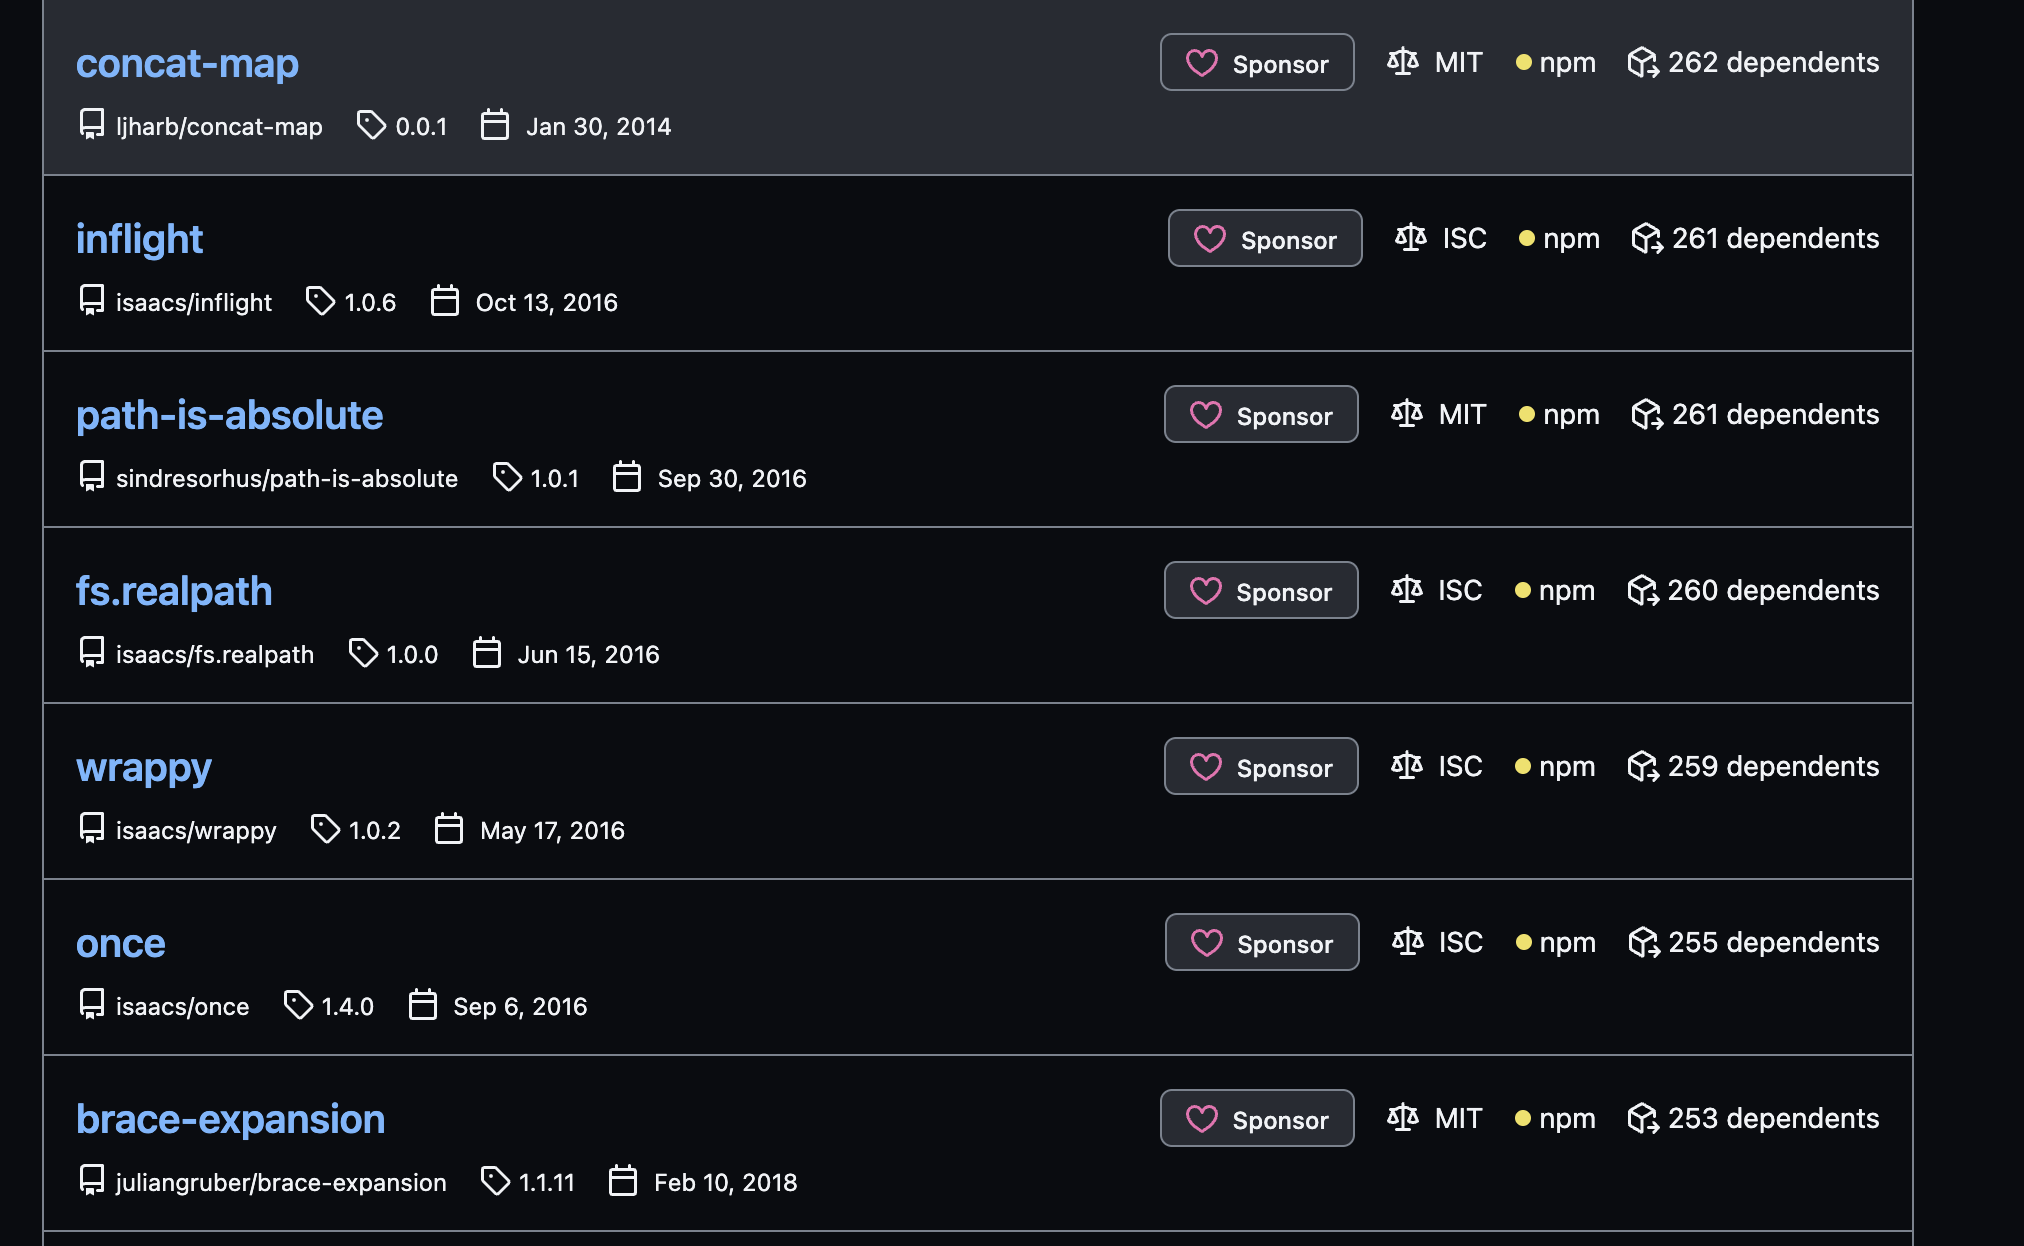 concat-map Sponsor MIT npm 262 dependents
ljharb/concat-map 0.0.1 Jan 30, 2014
inflight Sponsor ISC npm 261 dependents
isaacs/inflight 1.0.6 Oct 13, 2016
path-is-absolute Sponsor MIT npm 261 dependents
sindresorhus/path-is-absolute 1.0.1 Sep 30, 2016
fs.realpath Sponsor ISC npm 260 dependents
isaacs/fs.realpath 1.0.0 Jun 15, 2016
wrappy Sponsor ISC npm 259 dependents
isaacs/wrappy 1.0.2 May 17, 2016
once Sponsor ISC npm 255 dependents
isaacs/once 1.4.0 Sep 6, 2016
brace-expansion Sponsor MIT npm 253 dependents
juliangruber/brace-expansion 1.1.11 Feb 10, 2018